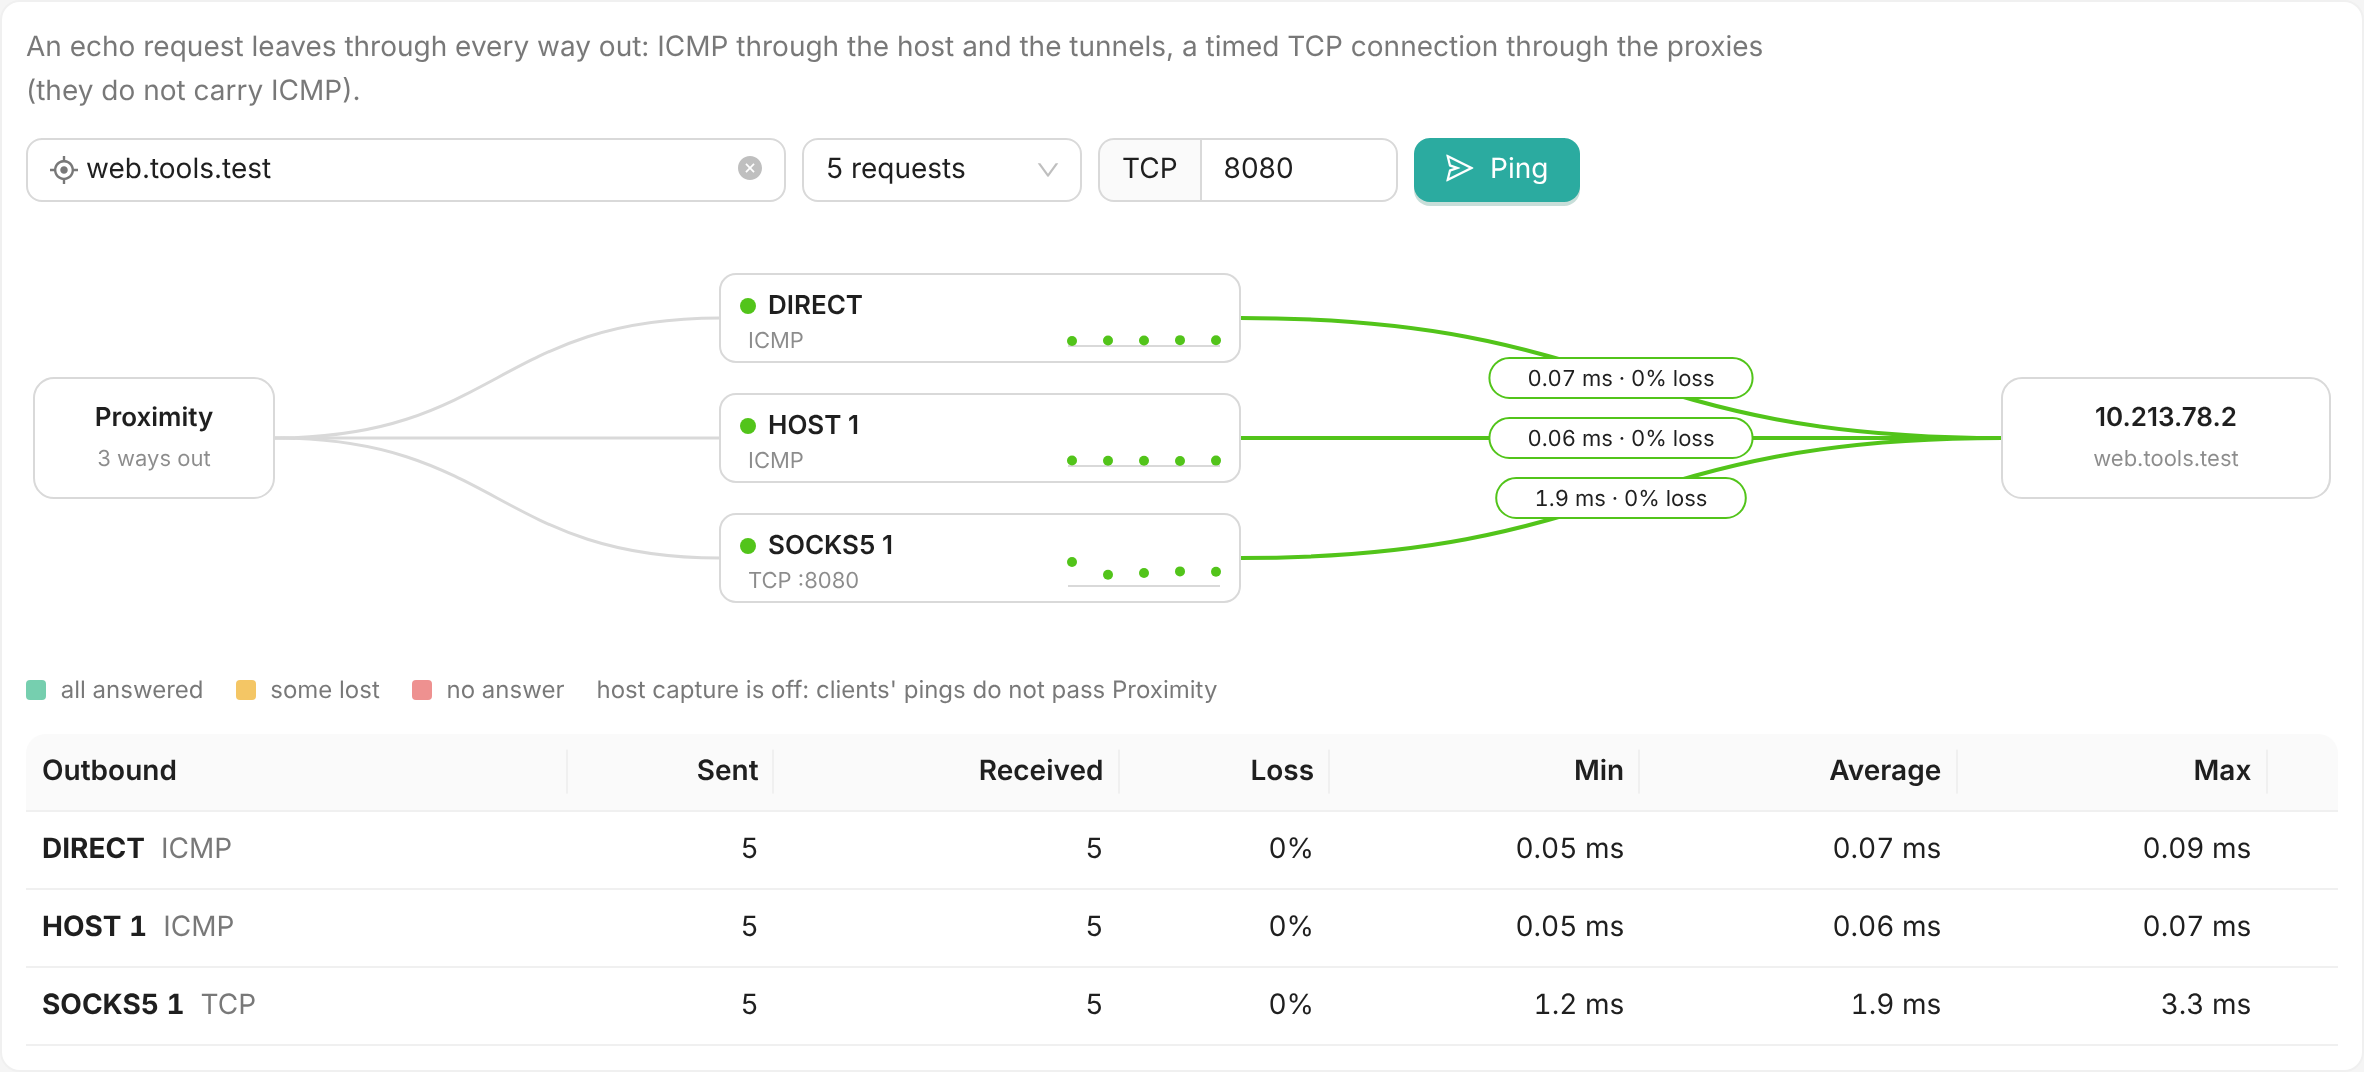 An echo request leaves through every way out: ICMP through the host and the tunnels, a timed TCP connection through the proxies
(they do not carry ICMP).
web.tools.test
5 requests
TCP 8080
Ping
DIRECT
ICMP
0.07 ms · 0% loss
Proximity
3 ways out
HOST 1
ICMP
0.06 ms · 0% loss
10.213.78.2
web.tools.test
SOCKS5 1
TCP :8080
1.9 ms · 0% loss
all answered some lost no answer host capture is off: clients' pings do not pass Proximity
Outbound Sent Received Loss Min Average Max
DIRECT ICMP 5 5 0% 0.05 ms 0.07 ms 0.09 ms
HOST 1 ICMP 5 5 0% 0.05 ms 0.06 ms 0.07 ms
SOCKS5 1 TCP 5 5 0% 1.2 ms 1.9 ms 3.3 ms